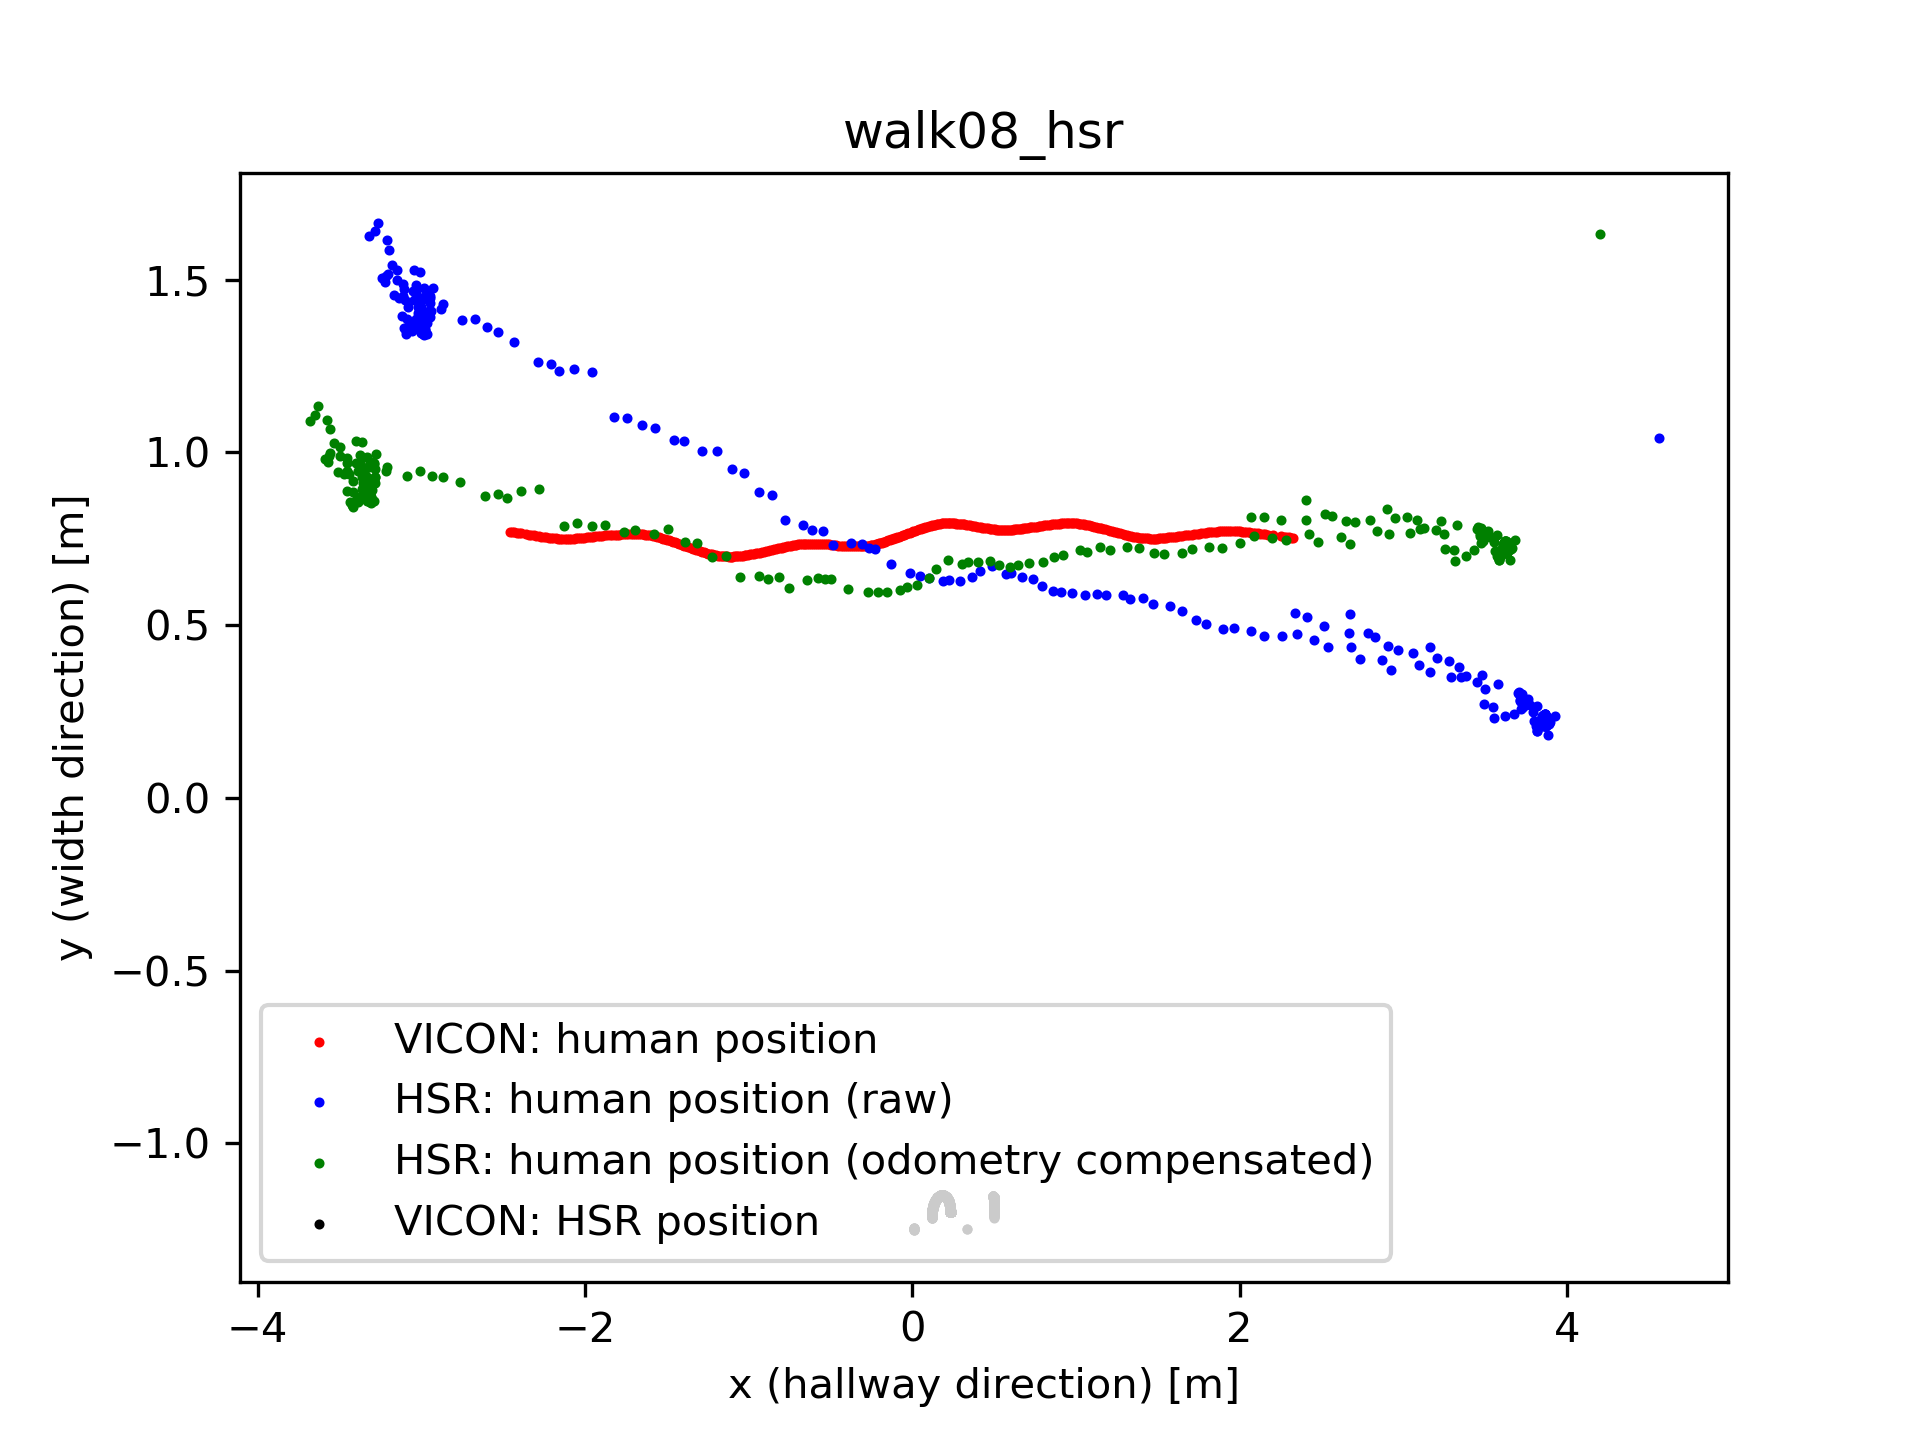 walk08_hsr
1.5
1.0
0.5
0.0
−0.5
−1.0
y (width direction) [m]
VICON: human position
HSR: human position (raw)
HSR: human position (odometry compensated)
VICON: HSR position
−4 −2 0 2 4
x (hallway direction) [m]